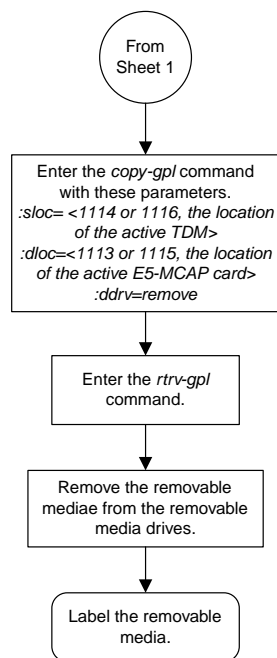 From
Sheet 1
Enter the copy-gpl command
with these parameters.
:sloc= <1114 or 1116, the location
of the active TDM>
:dloc=<1113 or 1115, the location
of the active E5-MCAP card>
:ddrv=remove
Enter the rtrv-gpl
command.
Remove the removable
mediae from the removable
media drives.
Label the removable
media.